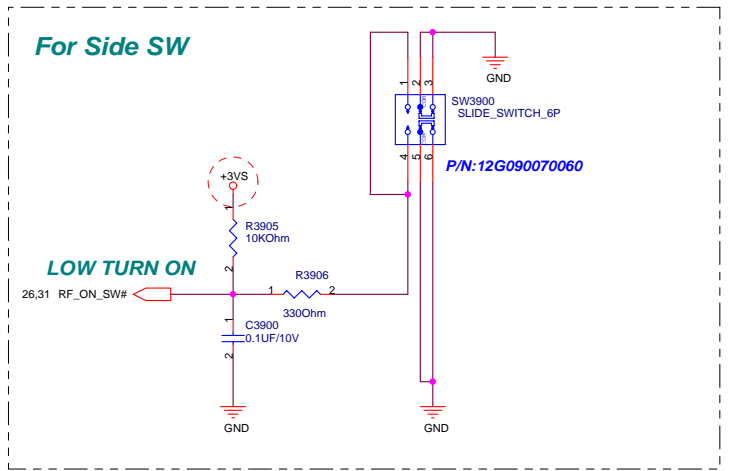 For Side SW
1
2
3
GND
SW3900
SLIDE_SWITCH_6P
4
5
6
P/N:12G090070060
+3VS
1
R3905
10KOhm
2
LOW TURN ON
26,31 RF_ON_SW#
R3906
1
2
330Ohm
1
C3900
0.1UF/10V
2
GND
GND